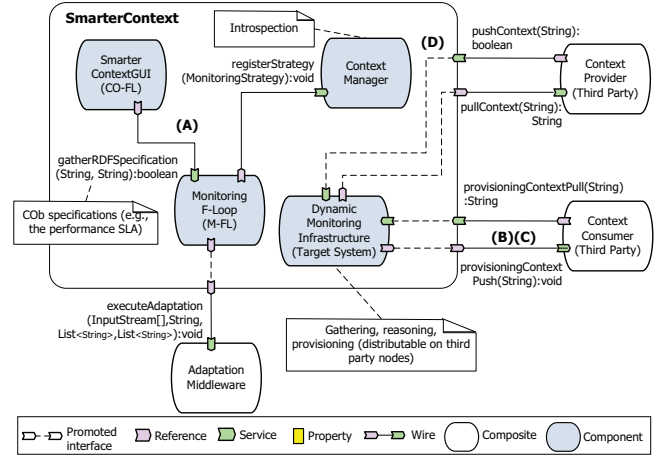 SmarterContext
Introspection
(D)
pushContext(String):
boolean
Smarter
ContextGUI
(CO-FL)
registerStrategy
(MonitoringStrategy):void
Context
Manager
Context
Provider
(Third Party)
(A)
pullContext(String):
String
gatherRDFSpecification
(String, String):boolean
Monitoring
F-Loop
(M-FL)
Dynamic
Monitoring
Infrastructure
(Target System)
provisioningContextPull(String)
:String
COb specifications (e.g.,
the performance SLA)
(B)(C)
Context
Consumer
(Third Party)
provisioningContext
Push(String):void
executeAdaptation
(InputStream[],String,
List<String>,List<String>):void
Gathering, reasoning,
provisioning (distributable on third
party nodes)
Adaptation
Middleware
Promoted
interface
Reference
Service
Property
Wire
Composite
Component